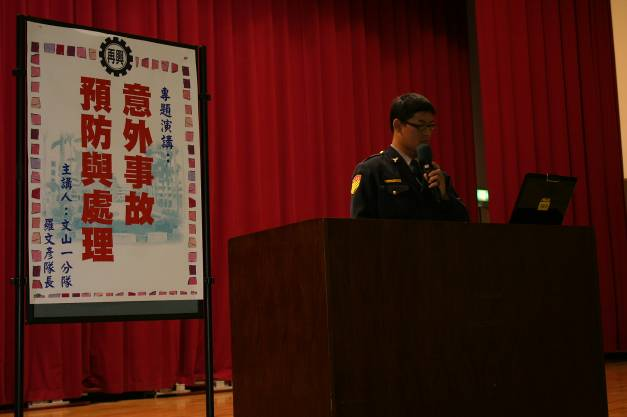 再興
專題演講：
意外事故
預防與處理
主講人：文山一分隊
羅文彥隊長